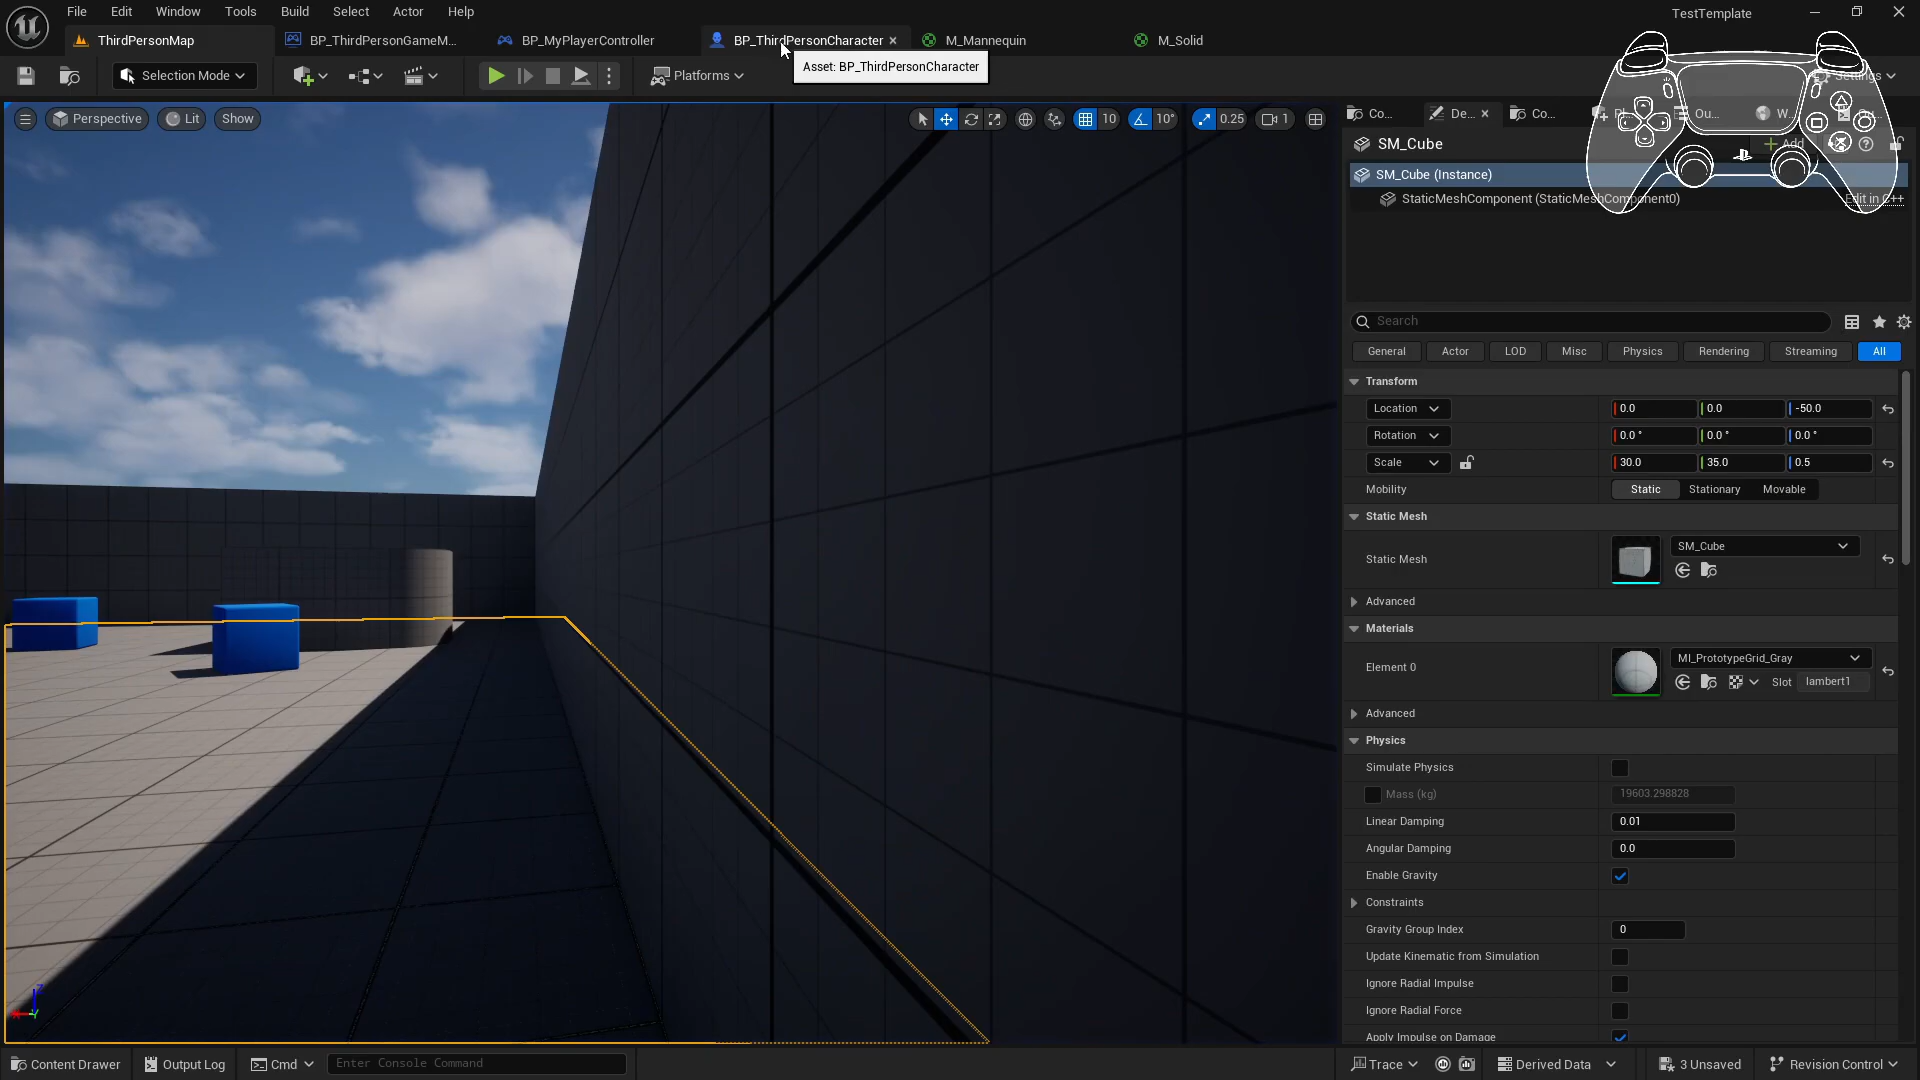 File Edit Window Tools Build Select Actor Help
TestTemplate
ThirdPersonMap BP_ThirdPersonGameM... BP_MyPlayerController BP_ThirdPersonCharacter M_Mannequin M_Solid
Asset: BP_ThirdPersonCharacter
Selection Mode Platforms Settings
Perspective Lit Show 10 10° 0.25 1
Co... De... Co... Pl... Ou... W...
SM_Cube Add
SM_Cube (Instance)
StaticMeshComponent (StaticMeshComponent0) Edit in C++
Search
General Actor LOD Misc Physics Rendering Streaming All
Transform
Location 0.0 0.0 -50.0
Rotation 0.0 ° 0.0 ° 0.0 °
Scale 30.0 35.0 0.5
Mobility Static Stationary Movable
Static Mesh
Static Mesh SM_Cube
Advanced
Materials
Element 0 MI_PrototypeGrid_Gray
Slot lambert1
Advanced
Physics
Simulate Physics
Mass (kg) 19603.298828
Linear Damping 0.01
Angular Damping 0.0
Enable Gravity
Constraints
Gravity Group Index 0
Update Kinematic from Simulation
Ignore Radial Impulse
Ignore Radial Force
Apply Impulse on Damage
Content Drawer Output Log Cmd Enter Console Command Trace Derived Data 3 Unsaved Revision Control